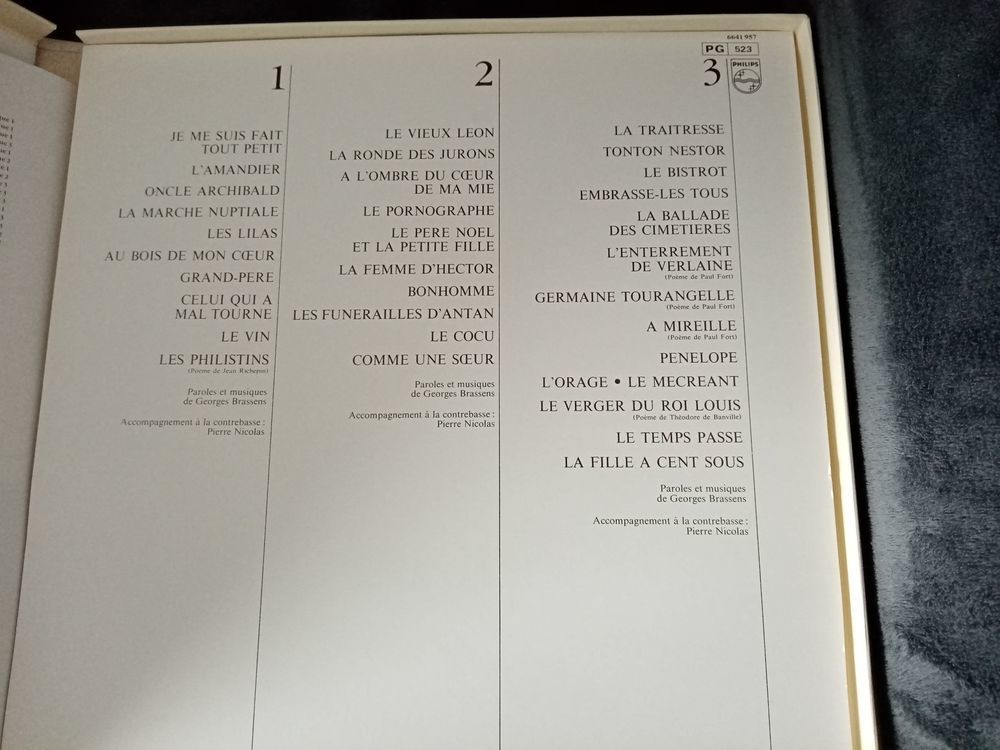 6641 957
PG 523
PHILIPS
1
JE ME SUIS FAIT
TOUT PETIT
L'AMANDIER
ONCLE ARCHIBALD
LA MARCHE NUPTIALE
LES LILAS
AU BOIS DE MON CŒUR
GRAND-PERE
CELUI QUI A
MAL TOURNE
LE VIN
LES PHILISTINS
(Poème de Jean Richepin)
Paroles et musiques
de Georges Brassens
Accompagnement à la contrebasse :
Pierre Nicolas
2
LE VIEUX LEON
LA RONDE DES JURONS
A L'OMBRE DU CŒUR
DE MA MIE
LE PORNOGRAPHE
LE PERE NOEL
ET LA PETITE FILLE
LA FEMME D'HECTOR
BONHOMME
LES FUNERAILLES D'ANTAN
LE COCU
COMME UNE SŒUR
Paroles et musiques
de Georges Brassens
Accompagnement à la contrebasse :
Pierre Nicolas
3
LA TRAITRESSE
TONTON NESTOR
LE BISTROT
EMBRASSE-LES TOUS
LA BALLADE
DES CIMETIERES
L'ENTERREMENT
DE VERLAINE
(Poème de Paul Fort)
GERMAINE TOURANGELLE
(Poème de Paul Fort)
A MIREILLE
(Poème de Paul Fort)
PENELOPE
L'ORAGE • LE MECREANT
LE VERGER DU ROI LOUIS
(Poème de Théodore de Banville)
LE TEMPS PASSE
LA FILLE A CENT SOUS
Paroles et musiques
de Georges Brassens
Accompagnement à la contrebasse :
Pierre Nicolas